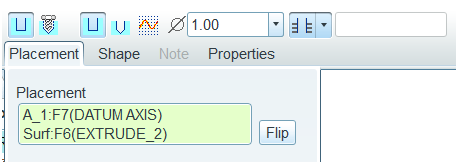 1.00
Placement Shape Note Properties
Placement
A_1:F7(DATUM AXIS)
Surf:F6(EXTRUDE_2)
Flip